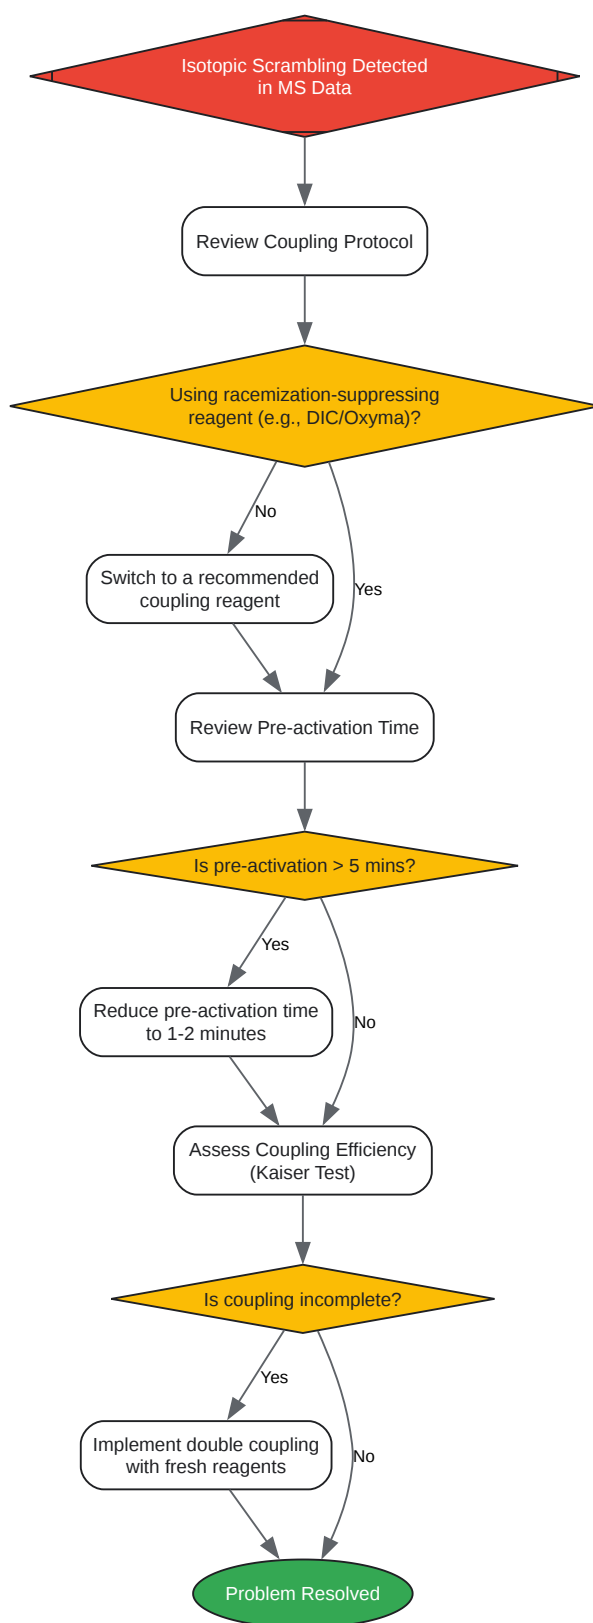 Isotopic Scrambling Detected
in MS Data
Review Coupling Protocol
Using racemization-suppressing
reagent (e.g., DIC/Oxyma)?
No
Switch to a recommended
coupling reagent
Yes
Review Pre-activation Time
Is pre-activation > 5 mins?
Yes
Reduce pre-activation time
to 1-2 minutes
No
Assess Coupling Efficiency
(Kaiser Test)
Is coupling incomplete?
Yes
Implement double coupling
with fresh reagents
No
Problem Resolved